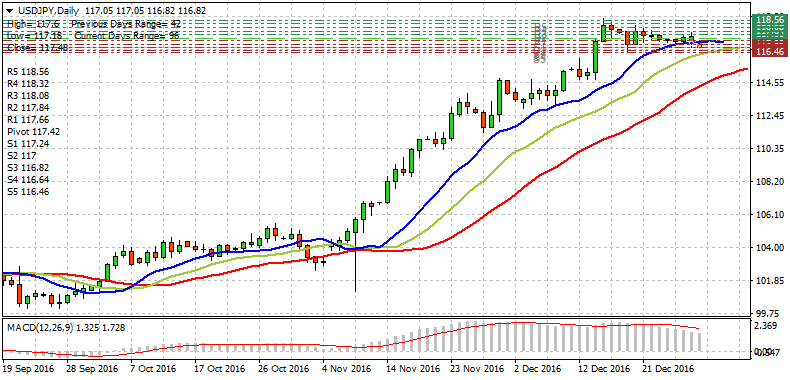 USDJPY,Daily 117.05 117.05 116.82 116.82
High= 117.6 Previous Days Range= 42
Low= 117.18 Current Days Range= 96
Close= 117.48
R5 118.56
R4 118.32
R3 118.08
R2 117.84
R1 117.66
Pivot 117.42
S1 117.24
S2 117
S3 116.82
S4 116.64
S5 116.46
118.56
116.46
114.55
112.45
110.35
108.20
106.10
104.00
101.85
99.75
MACD(12,26,9) 1.325 1.728
2.369
19 Sep 2016 28 Sep 2016 7 Oct 2016 17 Oct 2016 26 Oct 2016 4 Nov 2016 14 Nov 2016 23 Nov 2016 2 Dec 2016 12 Dec 2016 21 Dec 2016